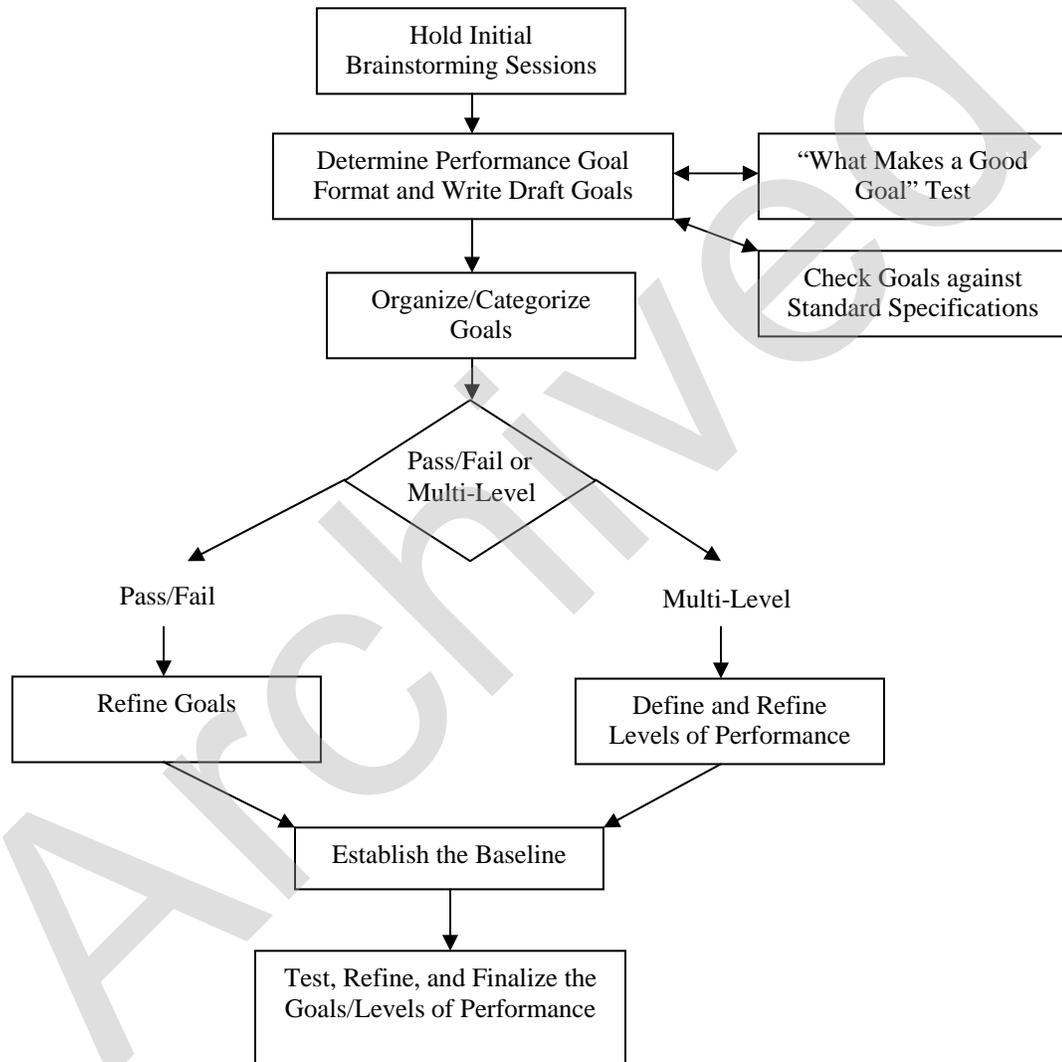 Hold Initial
Brainstorming Sessions
Determine Performance Goal
Format and Write Draft Goals
“What Makes a Good
Goal” Test
Check Goals against
Standard Specifications
Organize/Categorize
Goals
Pass/Fail or
Multi-Level
Pass/Fail
Multi-Level
Refine Goals
Define and Refine
Levels of Performance
Establish the Baseline
Test, Refine, and Finalize the
Goals/Levels of Performance
Archived